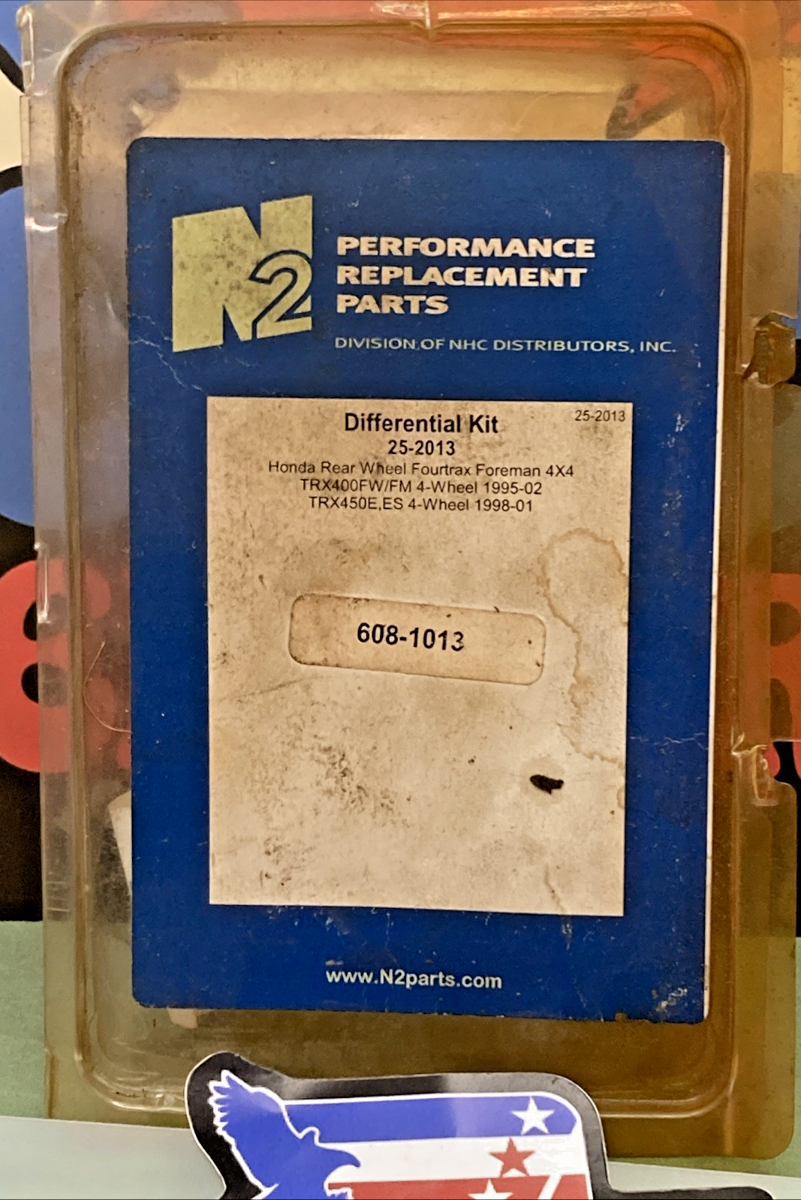 N2
PERFORMANCE
REPLACEMENT
PARTS
DIVISION OF NHC DISTRIBUTORS, INC.
25-2013
Differential Kit
25-2013
Honda Rear Wheel Fourtrax Foreman 4X4
TRX400FW/FM 4-Wheel 1995-02
TRX450E,ES 4-Wheel 1998-01
608-1013
www.N2parts.com